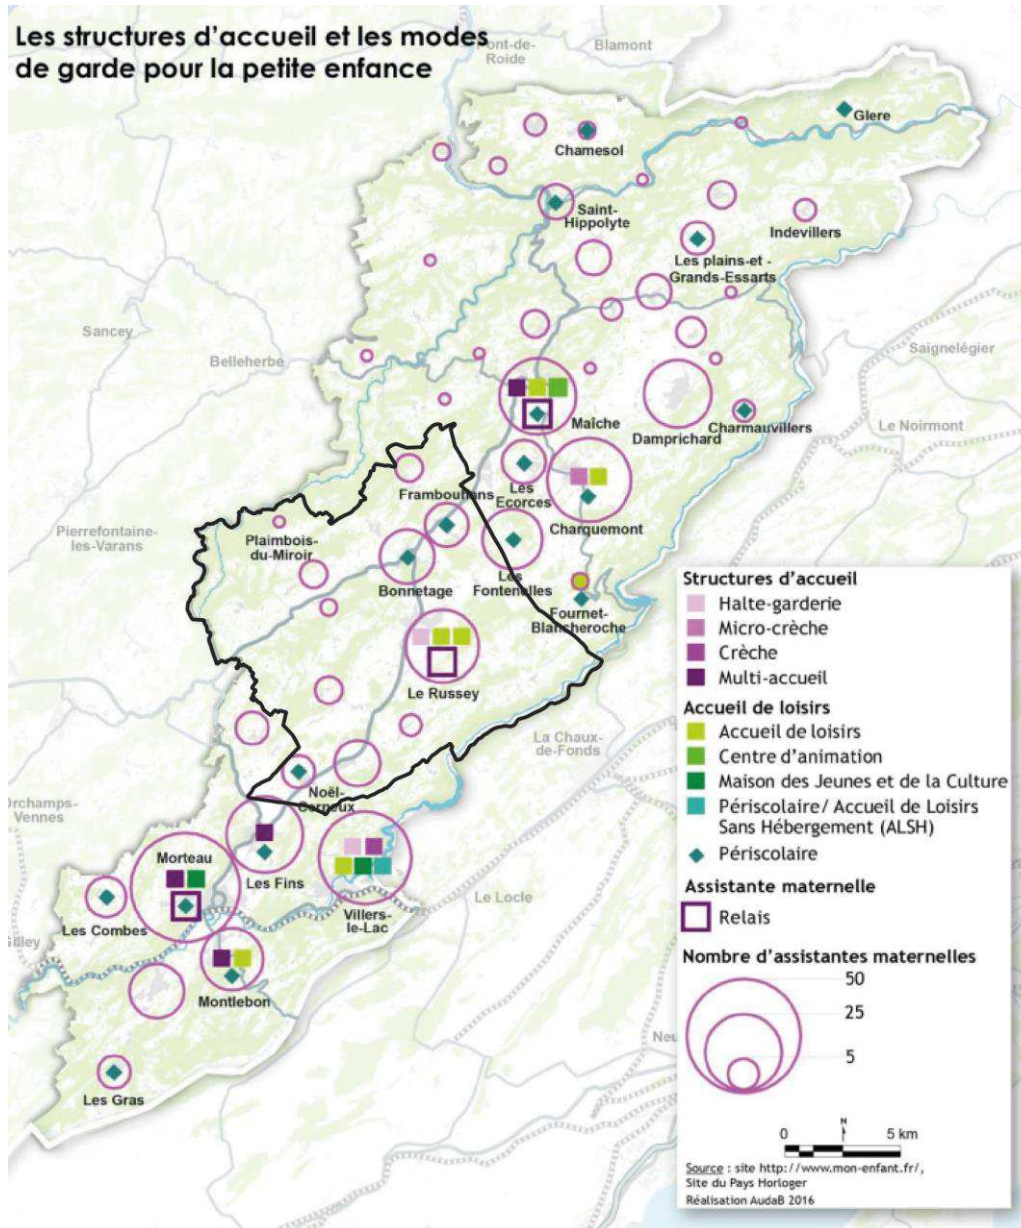 Les structures d'accueil et les modes
de garde pour la petite enfance
Pont-de-
Roide
Blamont
Glere
Chamesol
Saint-
Hippolyte
Indevillers
Les plains-et -
Grands-Essarts
Sancey
Belleherbe
Saignelégier
Maîche
Damprichard
Charmauvillers
Le Noirmont
Frambouhans
Les
Ecorces
Charquemont
Pierrefontaine-
les-Varans
Plaimbois-
du-Miroir
Bonnetage
Les
Fontenelles
Fournet-
Blancheroche
Le Russey
La Chaux-
de-Fonds
Noël-
Cerneux
Orchamps-
Vennes
Morteau
Les Fins
Villers-
le-Lac
Le Locle
Les Combes
Gilley
Montlebon
Les Gras
Structures d'accueil
Halte-garderie
Micro-crèche
Crèche
Multi-accueil
Accueil de loisirs
Accueil de loisirs
Centre d'animation
Maison des Jeunes et de la Culture
Périscolaire/ Accueil de Loisirs
Sans Hébergement (ALSH)
Périscolaire
Assistante maternelle
Relais
Nombre d'assistantes maternelles
50
25
5
N
0 5 km
Source : site http://www.mon-enfant.fr/,
Site du Pays Horloger
Réalisation AudaB 2016